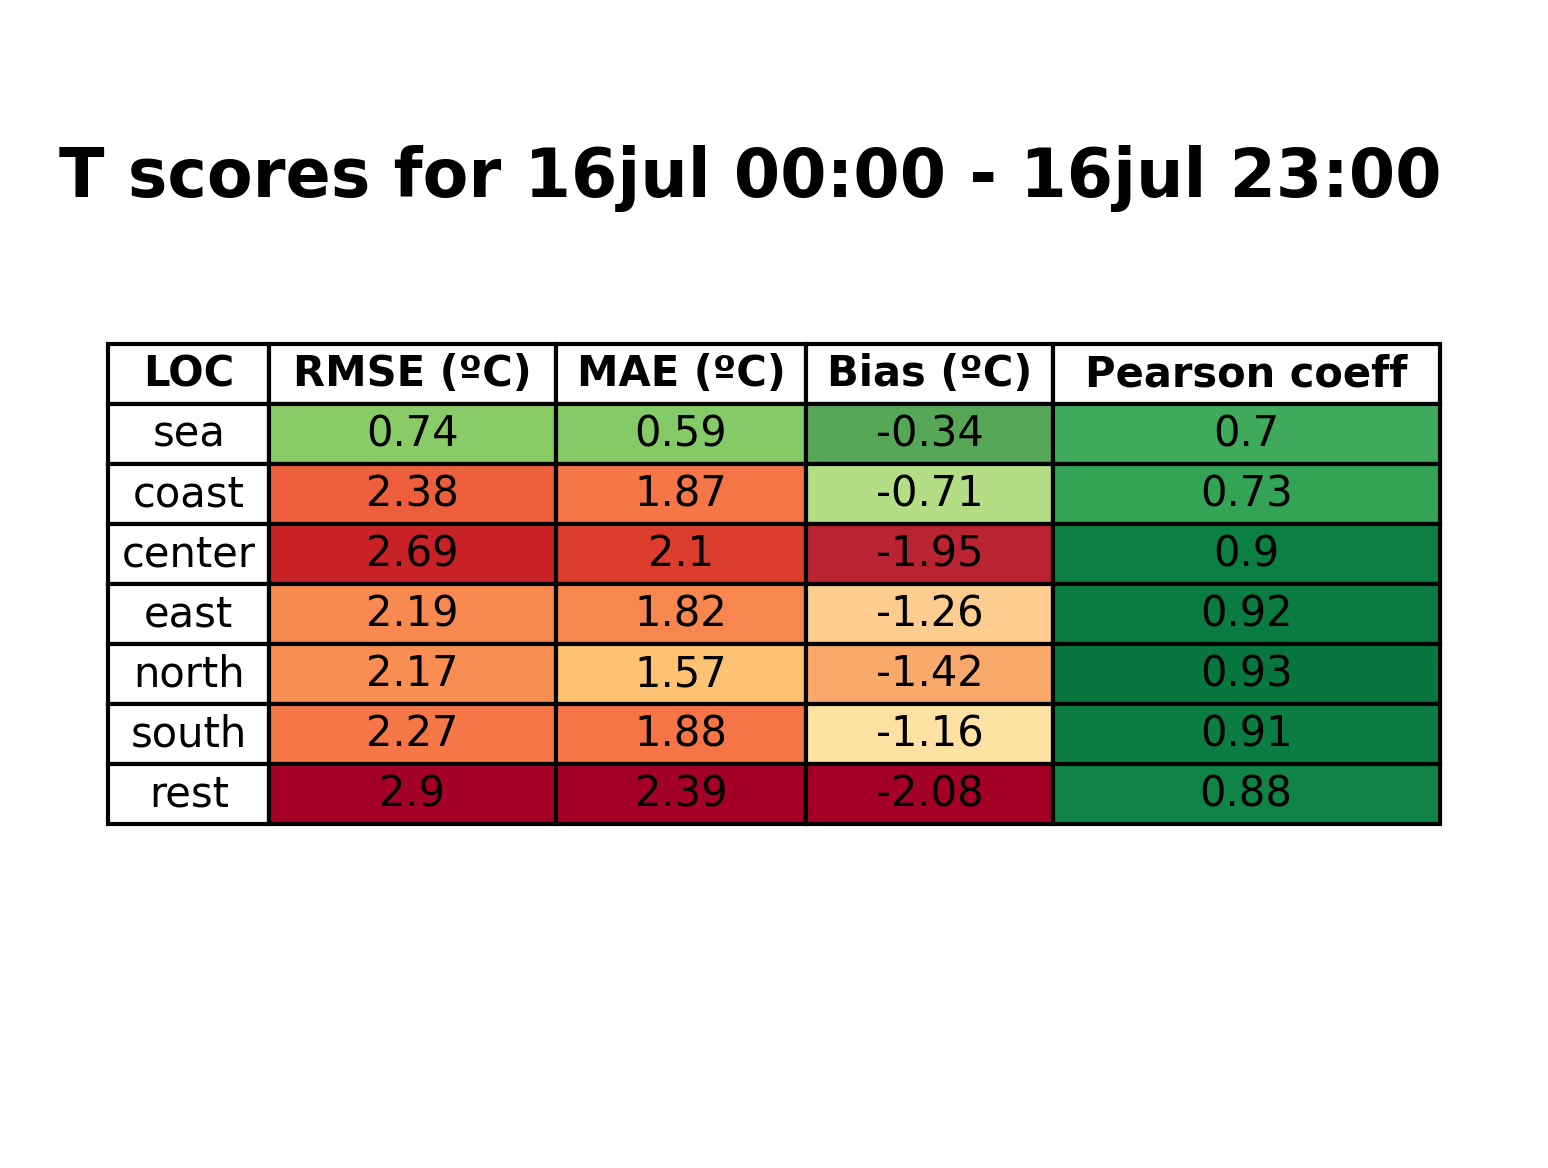 T scores for 16jul 00:00 - 16jul 23:00
LOC RMSE (ºC) MAE (ºC) Bias (ºC) Pearson coeff
sea 0.74 0.59 -0.34 0.7
coast 2.38 1.87 -0.71 0.73
center 2.69 2.1 -1.95 0.9
east 2.19 1.82 -1.26 0.92
north 2.17 1.57 -1.42 0.93
south 2.27 1.88 -1.16 0.91
rest 2.9 2.39 -2.08 0.88